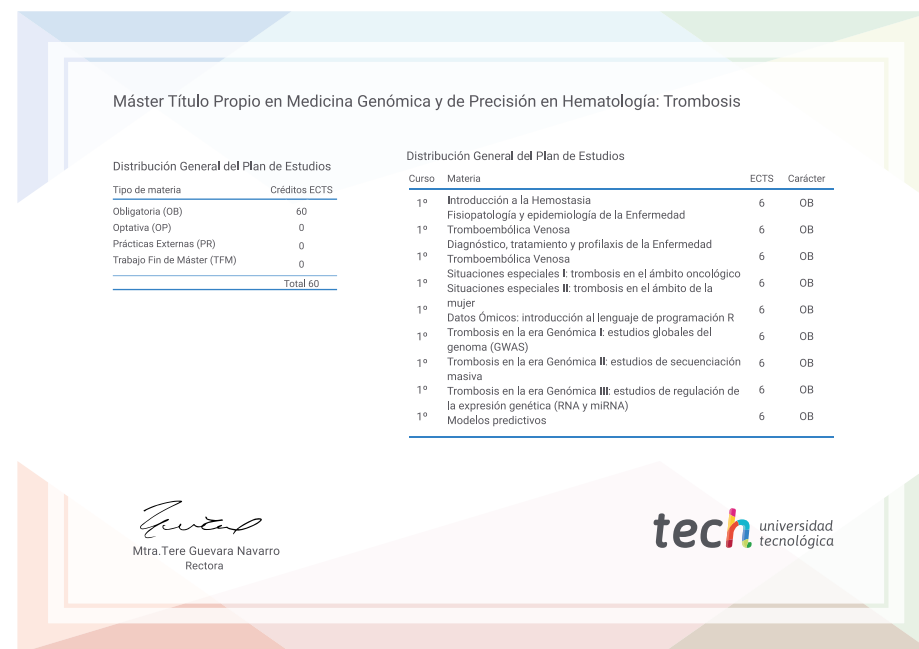 Máster Título Propio en Medicina Genómica y de Precisión en Hematología: Trombosis
Distribución General del Plan de Estudios
Tipo de materia Créditos ECTS
Obligatoria (OB) 60
Optativa (OP) 0
Prácticas Externas (PR) 0
Trabajo Fin de Máster (TFM) 0
Total 60
Distribución General del Plan de Estudios
Curso Materia ECTS Carácter
1º Introducción a la Hemostasia 6 OB
Fisiopatología y epidemiología de la Enfermedad
1º Tromboembólica Venosa 6 OB
Diagnóstico, tratamiento y profilaxis de la Enfermedad
1º Tromboembólica Venosa 6 OB
1º Situaciones especiales I: trombosis en el ámbito oncológico 6 OB
Situaciones especiales II: trombosis en el ámbito de la
1º mujer 6 OB
Datos Ómicos: introducción al lenguaje de programación R
1º Trombosis en la era Genómica I: estudios globales del 6 OB
genoma (GWAS)
1º Trombosis en la era Genómica II: estudios de secuenciación 6 OB
masiva
1º Trombosis en la era Genómica III: estudios de regulación de 6 OB
la expresión genética (RNA y miRNA)
1º Modelos predictivos 6 OB
Mtra.Tere Guevara Navarro
Rectora
tech universidad
tecnológica